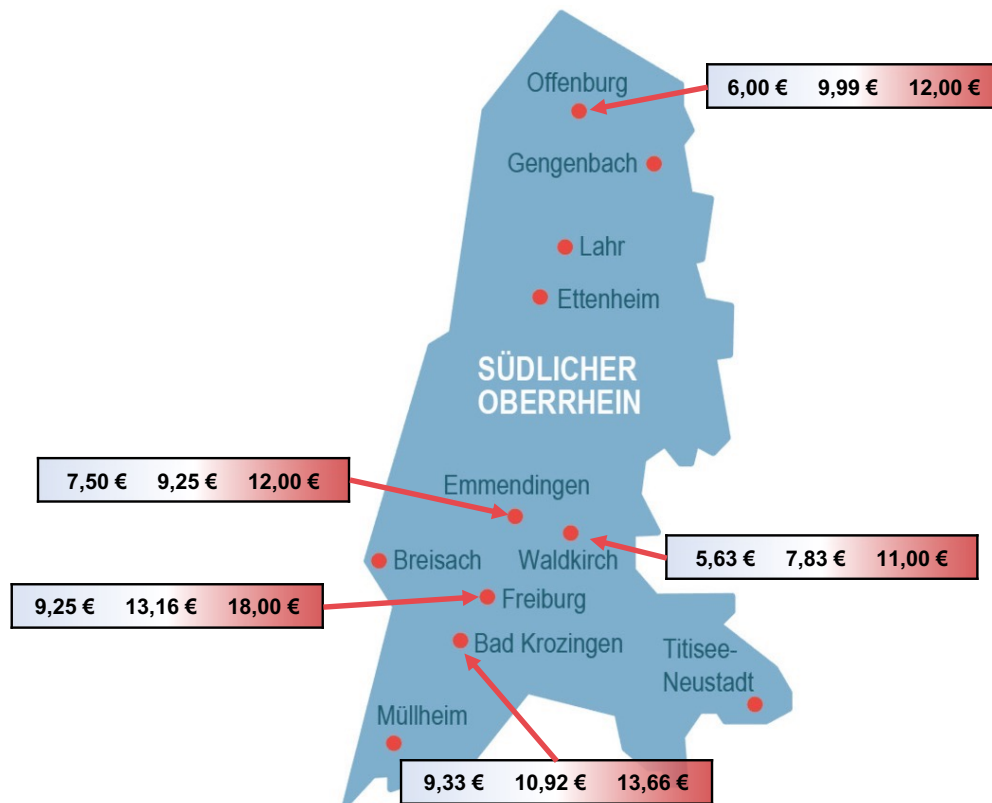 Offenburg
6,00 € 9,99 € 12,00 €
Gengenbach
Lahr
Ettenheim
SÜDLICHER
OBERRHEIN
7,50 € 9,25 € 12,00 €
Emmendingen
Breisach
Waldkirch
5,63 € 7,83 € 11,00 €
9,25 € 13,16 € 18,00 €
Freiburg
Bad Krozingen
Titisee-
Neustadt
Müllheim
9,33 € 10,92 € 13,66 €